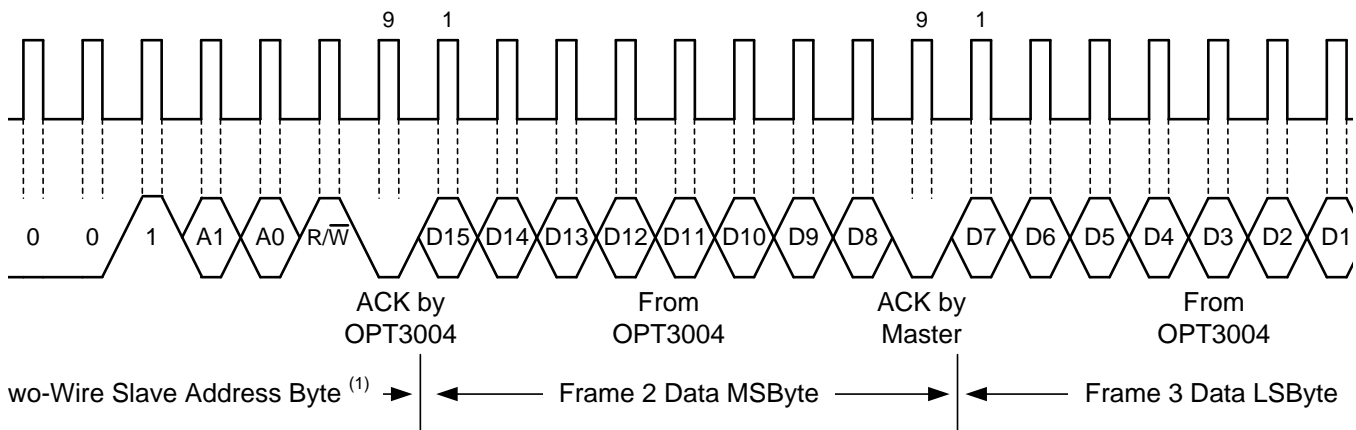 9 1 9 1
0 0 1 A1 A0 R/W̅ D15 D14 D13 D12 D11 D10 D9 D8 D7 D6 D5 D4 D3 D2 D1
ACK by From ACK by From
OPT3004 OPT3004 Master OPT3004
wo-Wire Slave Address Byte (1) Frame 2 Data MSByte Frame 3 Data LSByte